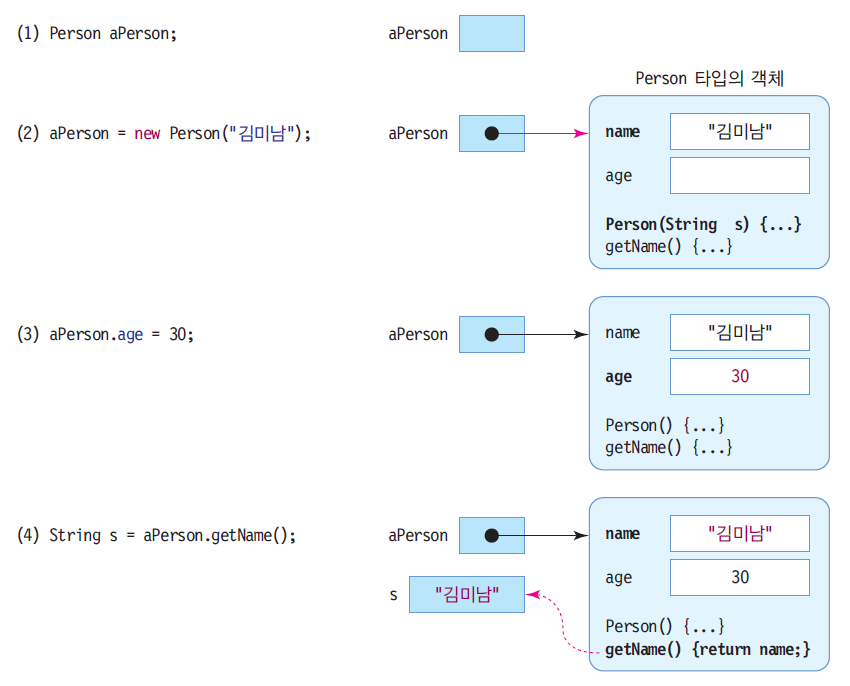 (1) Person aPerson;
aPerson
Person 타입의 객체
(2) aPerson = new Person("김미남");
aPerson
name "김미남"
age
Person(String s) {...}
getName() {...}
(3) aPerson.age = 30;
aPerson
name "김미남"
age 30
Person() {...}
getName() {...}
(4) String s = aPerson.getName();
aPerson
name "김미남"
age 30
s "김미남"
Person() {...}
getName() {return name;}